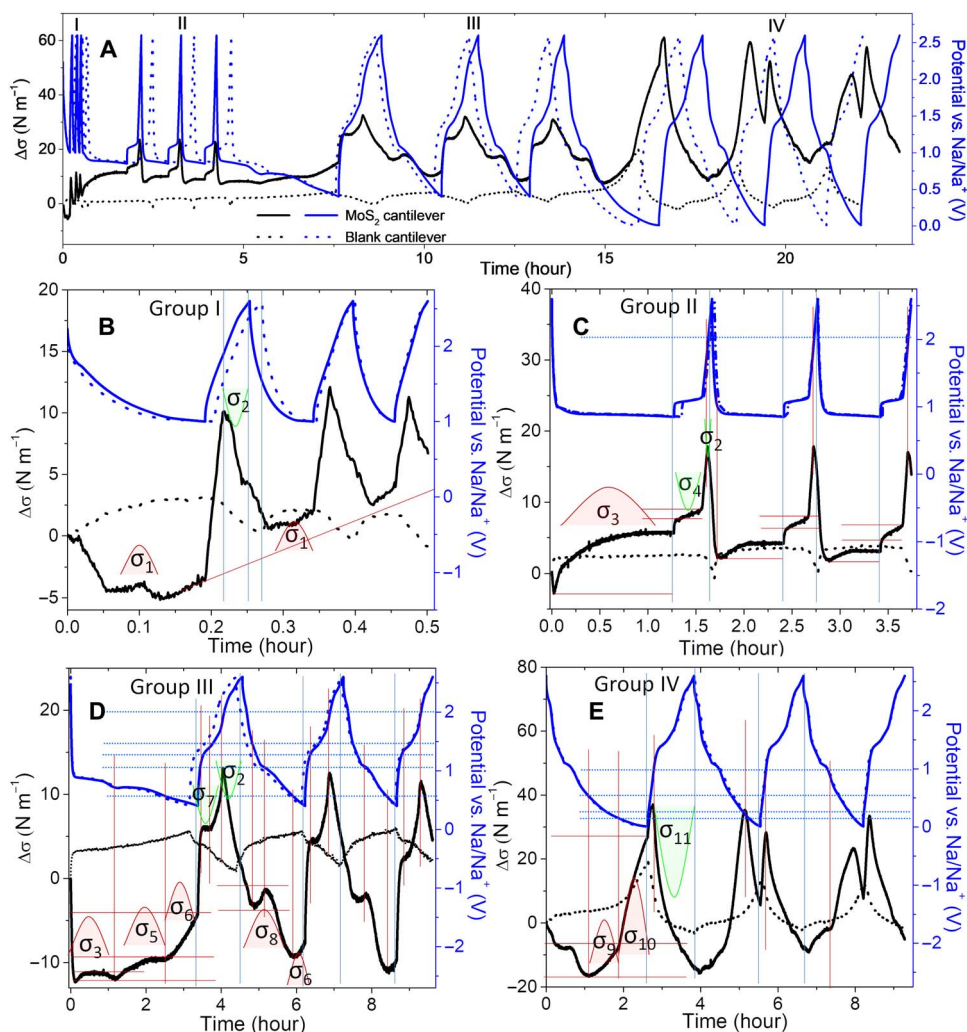 I
II
III
IV
A
60
40
20
0
Δσ (N m⁻¹)
2.5
2.0
1.5
1.0
0.5
0.0
Potential vs. Na/Na⁺ (V)
MoS₂ cantilever
Blank cantilever
0
5
10
15
20
Time (hour)
B
Group I
20
15
10
5
0
-5
Δσ (N m⁻¹)
σ₂
σ₁
σ₁
2
1
0
-1
Potential vs. Na/Na⁺ (V)
0.0
0.1
0.2
0.3
0.4
0.5
Time (hour)
C
Group II
40
30
20
10
0
Δσ (N m⁻¹)
σ₂
σ₄
σ₃
2
1
0
-1
-2
Potential vs. Na/Na⁺ (V)
0.0
0.5
1.0
1.5
2.0
2.5
3.0
3.5
Time (hour)
D
Group III
20
10
0
-10
Δσ (N m⁻¹)
σ₂
σ₇
σ₆
σ₅
σ₃
σ₈
σ₆
2
1
0
-1
-2
Potential vs. Na/Na⁺ (V)
0
2
4
6
8
Time (hour)
E
Group IV
80
60
40
20
0
-20
Δσ (N m⁻¹)
σ₁₁
σ₉
σ₁₀
2
1
0
-1
-2
Potential vs. Na/Na⁺ (V)
0
2
4
6
8
Time (hour)